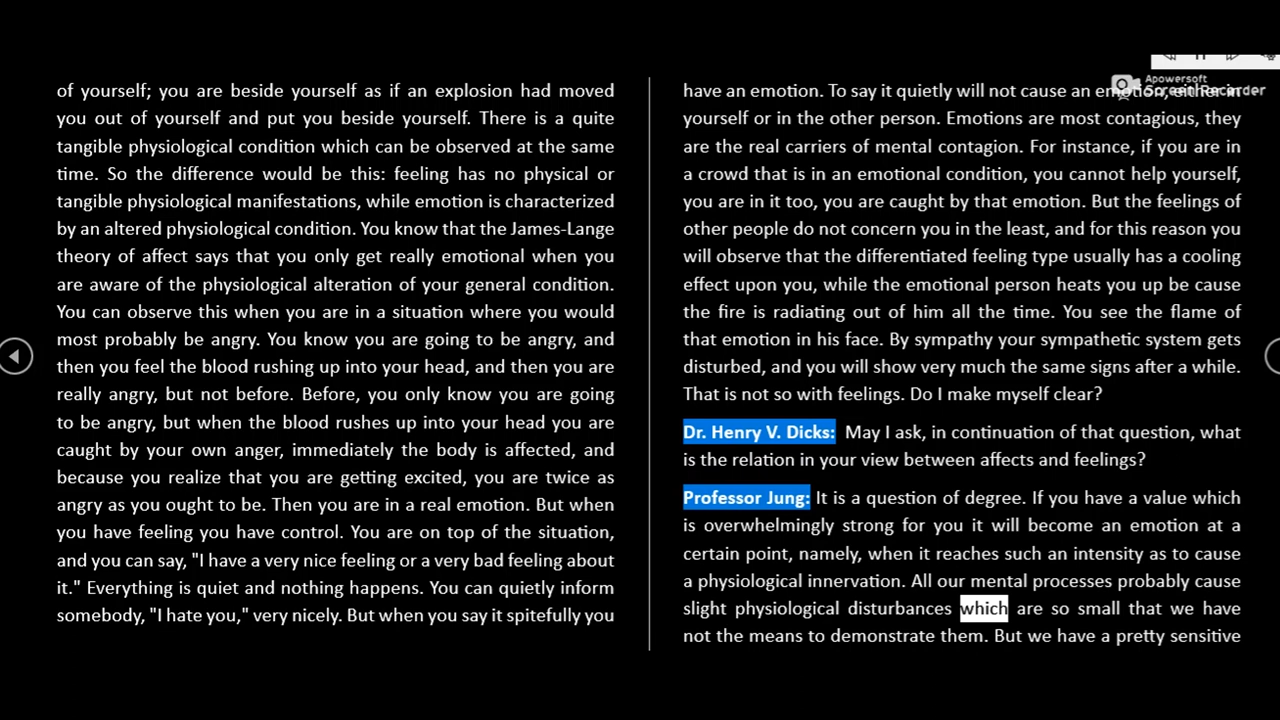 of yourself; you are beside yourself as if an explosion had moved
you out of yourself and put you beside yourself. There is a quite
tangible physiological condition which can be observed at the same
time. So the difference would be this: feeling has no physical or
tangible physiological manifestations, while emotion is characterized
by an altered physiological condition. You know that the James-Lange
theory of affect says that you only get really emotional when you
are aware of the physiological alteration of your general condition.
You can observe this when you are in a situation where you would
most probably be angry. You know you are going to be angry, and
then you feel the blood rushing up into your head, and then you are
really angry, but not before. Before, you only know you are going
to be angry, but when the blood rushes up into your head you are
caught by your own anger, immediately the body is affected, and
because you realize that you are getting excited, you are twice as
angry as you ought to be. Then you are in a real emotion. But when
you have feeling you have control. You are on top of the situation,
and you can say, "I have a very nice feeling or a very bad feeling about
it." Everything is quiet and nothing happens. You can quietly inform
somebody, "I hate you," very nicely. But when you say it spitefully you
Apowersoft
Screen Recorder
have an emotion. To say it quietly will not cause an emotion, either in
yourself or in the other person. Emotions are most contagious, they
are the real carriers of mental contagion. For instance, if you are in
a crowd that is in an emotional condition, you cannot help yourself,
you are in it too, you are caught by that emotion. But the feelings of
other people do not concern you in the least, and for this reason you
will observe that the differentiated feeling type usually has a cooling
effect upon you, while the emotional person heats you up be cause
the fire is radiating out of him all the time. You see the flame of
that emotion in his face. By sympathy your sympathetic system gets
disturbed, and you will show very much the same signs after a while.
That is not so with feelings. Do I make myself clear?
Dr. Henry V. Dicks: May I ask, in continuation of that question, what
is the relation in your view between affects and feelings?
Professor Jung: It is a question of degree. If you have a value which
is overwhelmingly strong for you it will become an emotion at a
certain point, namely, when it reaches such an intensity as to cause
a physiological innervation. All our mental processes probably cause
slight physiological disturbances which are so small that we have
not the means to demonstrate them. But we have a pretty sensitive